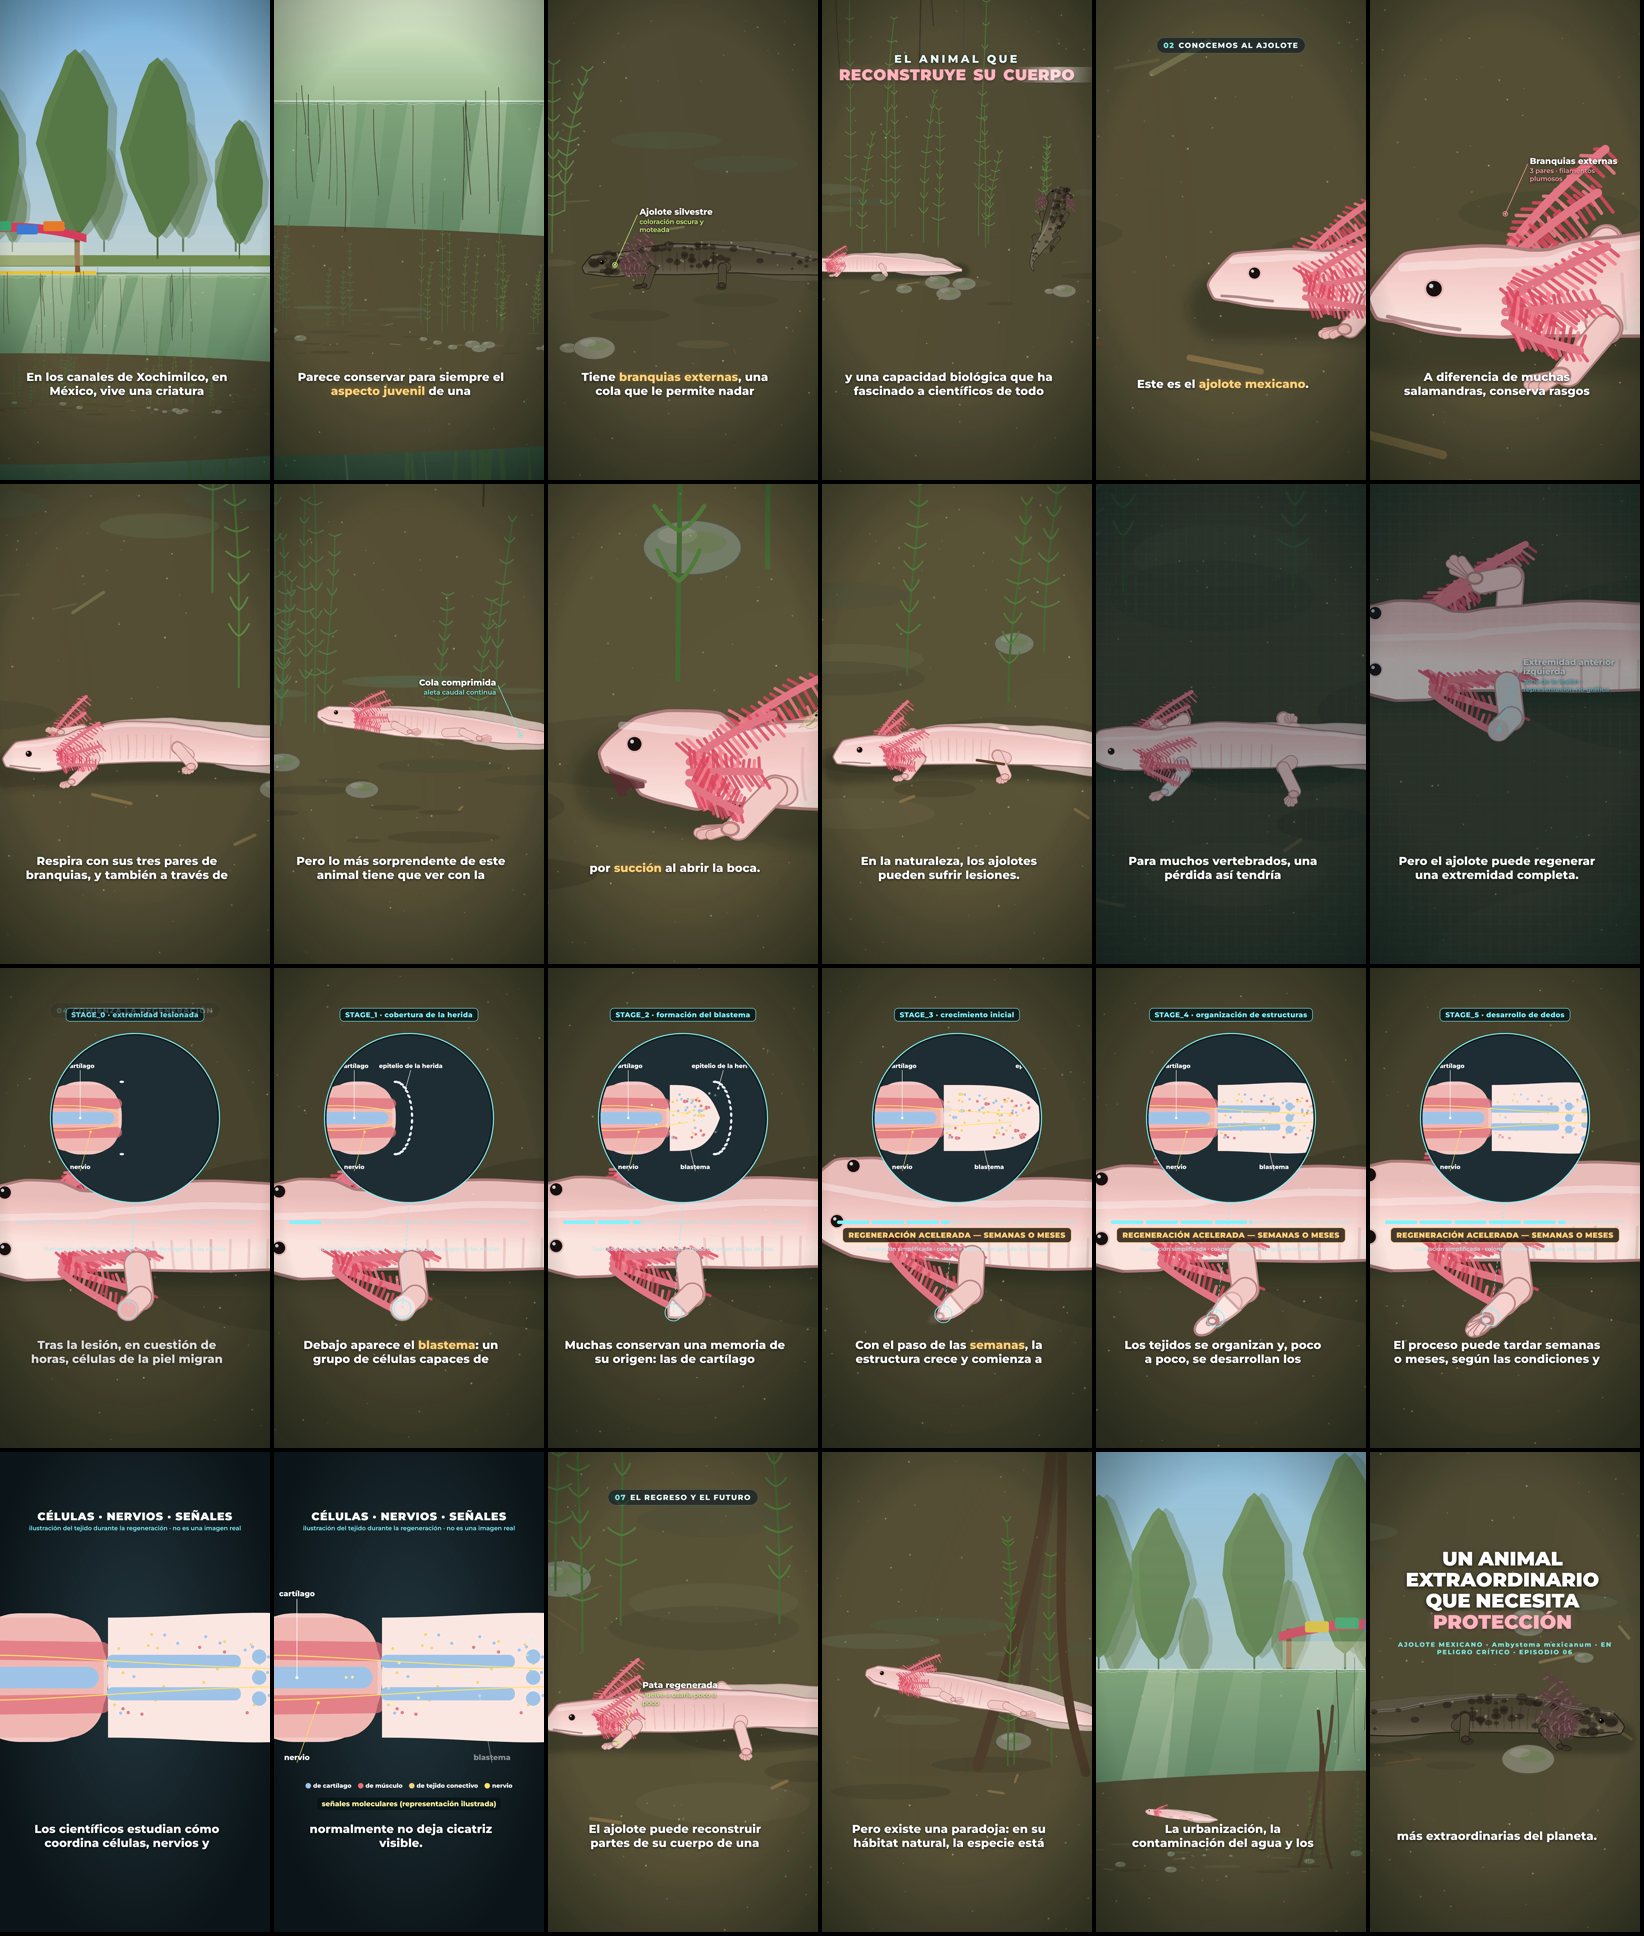 En los canales de Xochimilco, en
México, vive una criatura
Parece conservar para siempre el
aspecto juvenil de una
Ajolote silvestre
coloración oscura y
moteada
Tiene branquias externas, una
cola que le permite nadar
EL ANIMAL QUE
RECONSTRUYE SU CUERPO
y una capacidad biológica que ha
fascinado a científicos de todo
02 CONOCEMOS AL AJOLOTE
Este es el ajolote mexicano.
Branquias externas
3 pares · filamentos
plumosos
A diferencia de muchas
salamandras, conserva rasgos
Respira con sus tres pares de
branquias, y también a través de
Cola comprimida
aleta caudal continua
Pero lo más sorprendente de este
animal tiene que ver con la
por succión al abrir la boca.
En la naturaleza, los ajolotes
pueden sufrir lesiones.
Para muchos vertebrados, una
pérdida así tendría
Extremidad anterior
izquierda
Pero el ajolote puede regenerar
una extremidad completa.
STAGE_0 · extremidad lesionada
artílago
nervio
Tras la lesión, en cuestión de
horas, células de la piel migran
STAGE_1 · cobertura de la herida
artílago
epitelio de la herida
nervio
Debajo aparece el blastema: un
grupo de células capaces de
STAGE_2 · formación del blastema
artílago
epitelio de la her
nervio
blastema
Muchas conservan una memoria de
su origen: las de cartílago
STAGE_3 · crecimiento inicial
artílago
nervio
blastema
REGENERACIÓN ACELERADA — SEMANAS O MESES
Con el paso de las semanas, la
estructura crece y comienza a
STAGE_4 · organización de estructuras
artílago
nervio
blastema
REGENERACIÓN ACELERADA — SEMANAS O MESES
Los tejidos se organizan y, poco
a poco, se desarrollan los
STAGE_5 · desarrollo de dedos
artílago
nervio
blastema
REGENERACIÓN ACELERADA — SEMANAS O MESES
El proceso puede tardar semanas
o meses, según las condiciones y
CÉLULAS · NERVIOS · SEÑALES
ilustración del tejido durante la regeneración · no es una imagen real
Los científicos estudian cómo
coordina células, nervios y
CÉLULAS · NERVIOS · SEÑALES
ilustración del tejido durante la regeneración · no es una imagen real
cartílago
nervio
blastema
de cartílago de músculo de tejido conectivo nervio
señales moleculares (representación ilustrada)
normalmente no deja cicatriz
visible.
07 EL REGRESO Y EL FUTURO
Pata regenerada
El ajolote puede reconstruir
partes de su cuerpo de una
Pero existe una paradoja: en su
hábitat natural, la especie está
La urbanización, la
contaminación del agua y los
UN ANIMAL
EXTRAORDINARIO
QUE NECESITA
PROTECCIÓN
AJOLOTE MEXICANO · Ambystoma mexicanum · EN
PELIGRO CRÍTICO · EPISODIO 06
más extraordinarias del planeta.